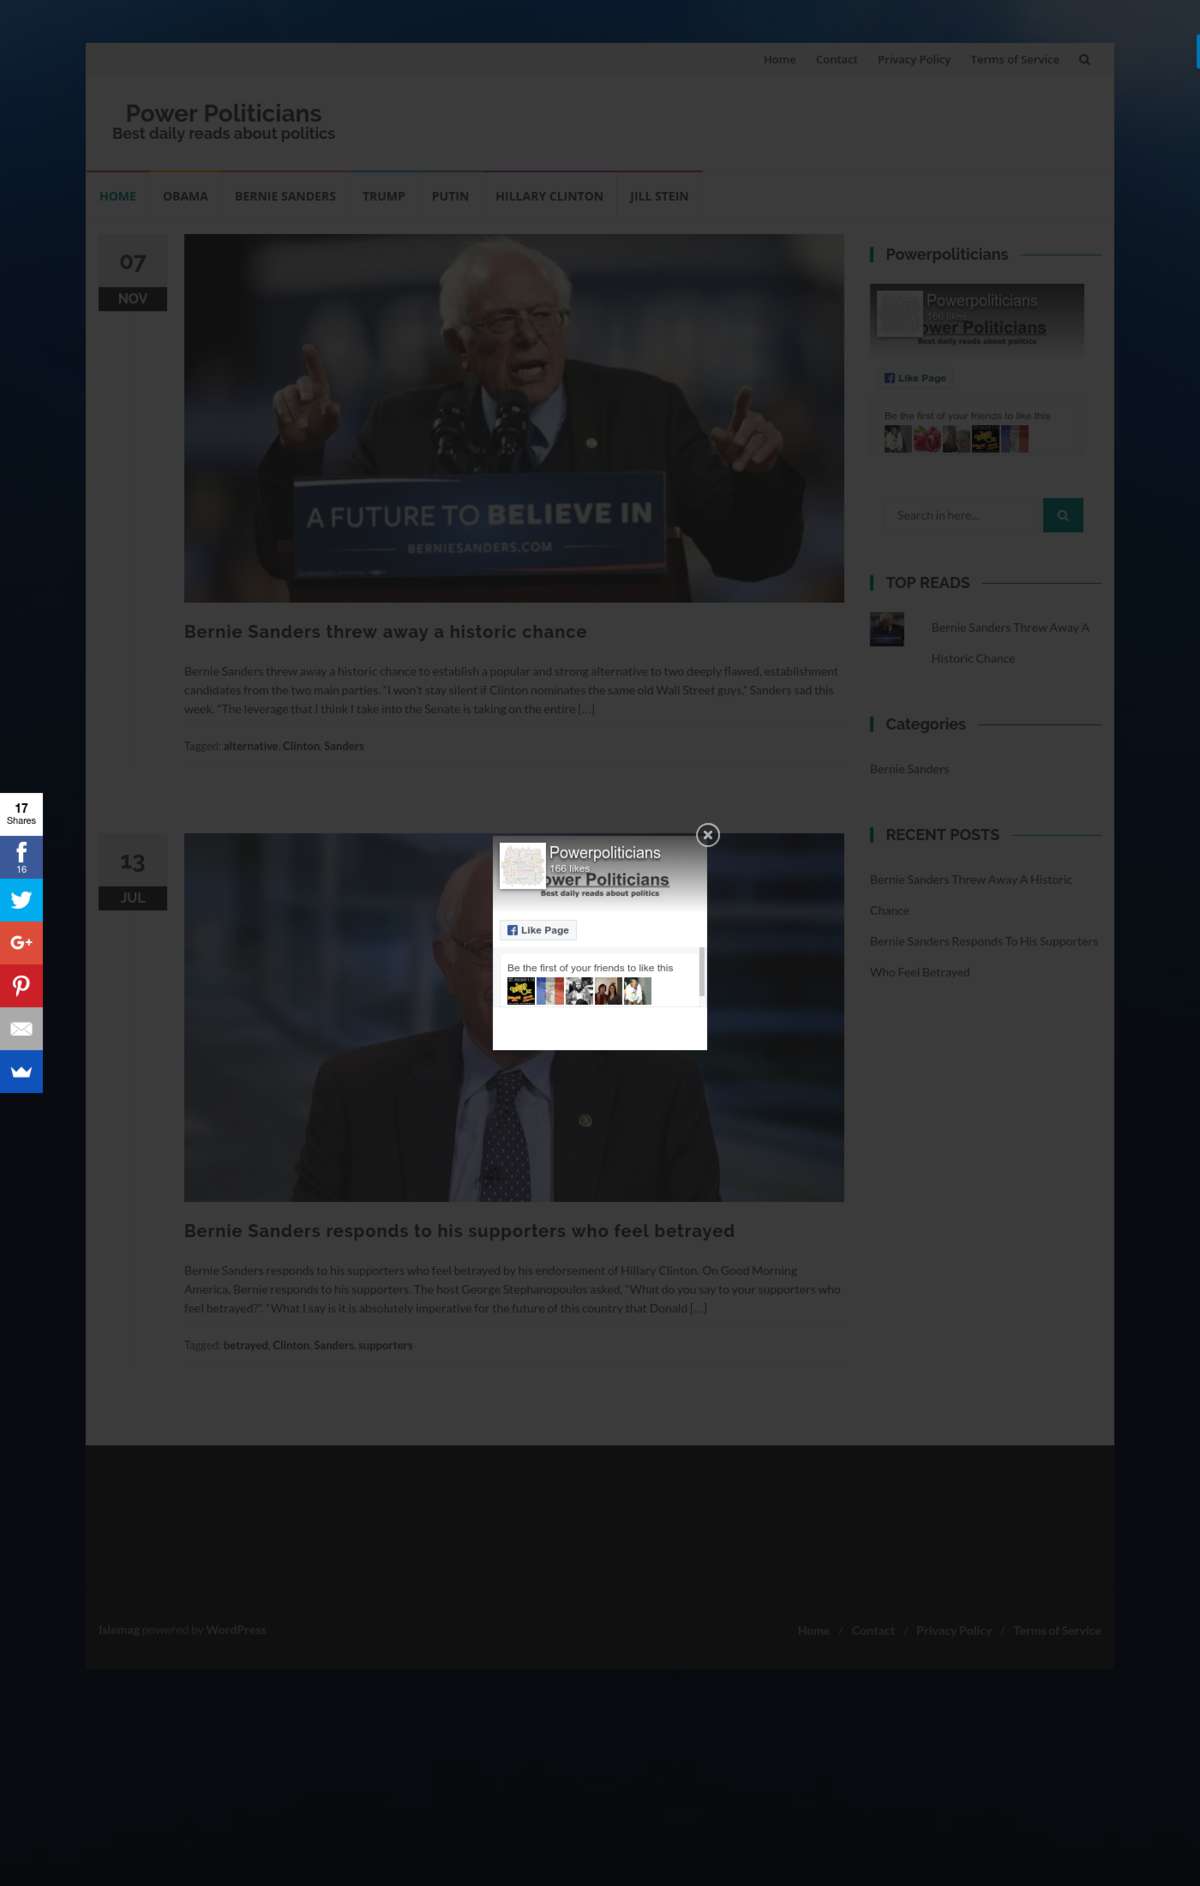 Home Contact Privacy Policy Terms of Service
Power Politicians
Best daily reads about politics
HOME OBAMA BERNIE SANDERS TRUMP PUTIN HILLARY CLINTON JILL STEIN
07
NOV
A FUTURE TO BELIEVE IN
BERNIESANDERS.COM
Bernie Sanders threw away a historic chance
Bernie Sanders threw away a historic chance to establish a popular and strong alternative to two deeply flawed, establishment
candidates from the two main parties. "I won't stay silent if Clinton nominates the same old Wall Street guys," Sanders sad this
week. "The leverage that I think I take into the Senate is taking on the entire […]
Tagged: alternative, Clinton, Sanders
13
JUL
Bernie Sanders responds to his supporters who feel betrayed
Bernie Sanders responds to his supporters who feel betrayed by his endorsement of Hillary Clinton. On Good Morning
America, Bernie responds to his supporters. The host George Stephanopoulos asked, "What do you say to your supporters who
feel betrayed?". "What I say is it is absolutely imperative for the future of this country that Donald […]
Tagged: betrayed, Clinton, Sanders, supporters
Powerpoliticians
Powerpoliticians
166 likes
ower Politicians
Best daily reads about politics
Like Page
Be the first of your friends to like this
Search in here...
TOP READS
Bernie Sanders Threw Away A
Historic Chance
Categories
Bernie Sanders
RECENT POSTS
Bernie Sanders Threw Away A Historic
Chance
Bernie Sanders Responds To His Supporters
Who Feel Betrayed
17
Shares
f
16
G+
Powerpoliticians
166 likes
ower Politicians
Best daily reads about politics
Like Page
Be the first of your friends to like this
Islemag powered by WordPress
Home / Contact / Privacy Policy / Terms of Service